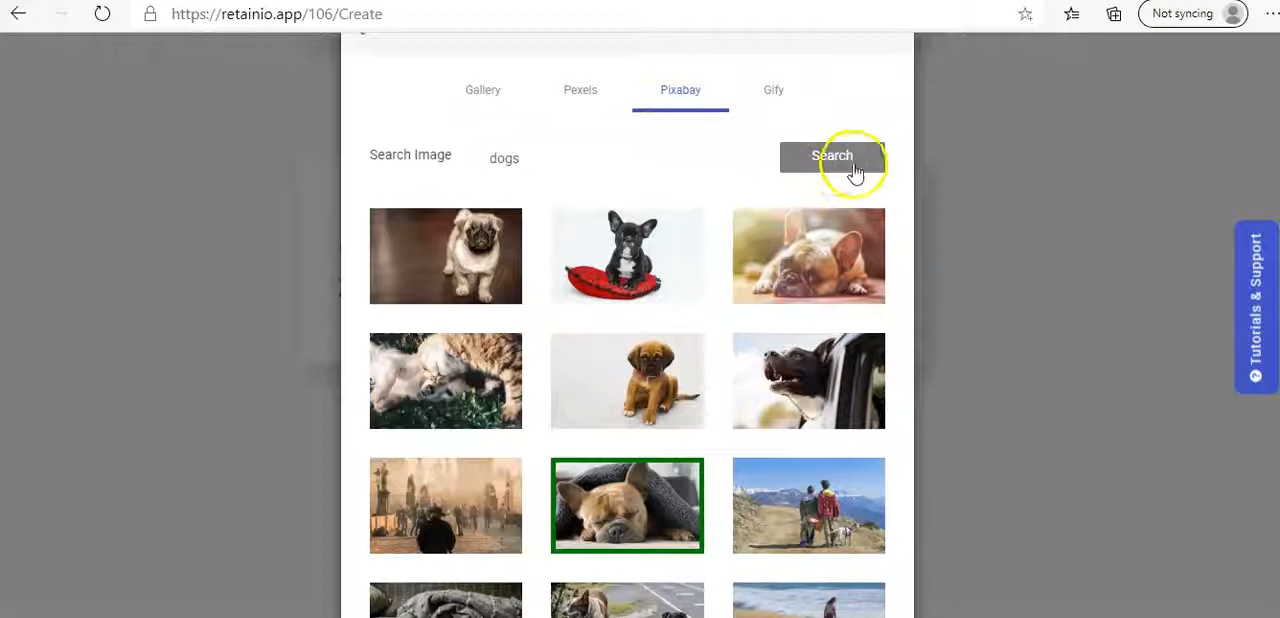 https://retainio.app/106/Create
Not syncing
Gallery
Pexels
Pixabay
Gify
Search Image
dogs
Search
Tutorials & Support